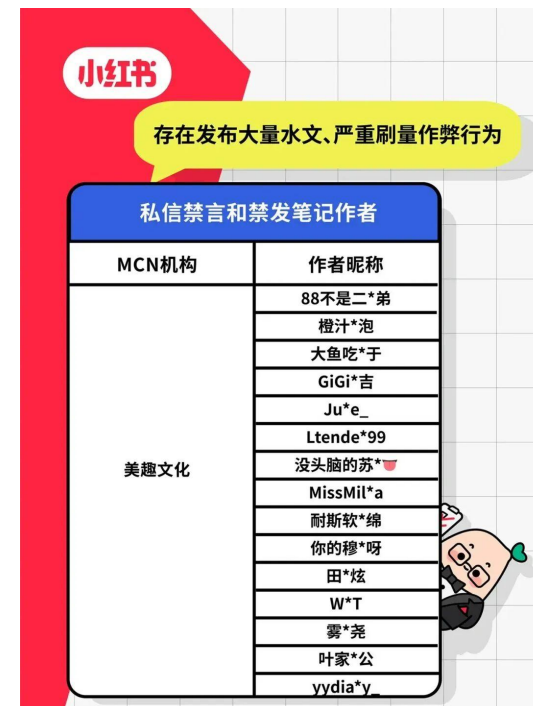 小红书
存在发布大量水文、严重刷量作弊行为
私信禁言和禁发笔记作者
MCN机构 作者昵称
88不是二*弟
橙汁*泡
大鱼吃*于
GiGi*吉
Ju*e_
Ltende*99
美趣文化 没头脑的苏*👅
MissMil*a
耐斯软*绵
你的穆*呀
田*炫
W*T
雾*尧
叶家*公
yydia*y_